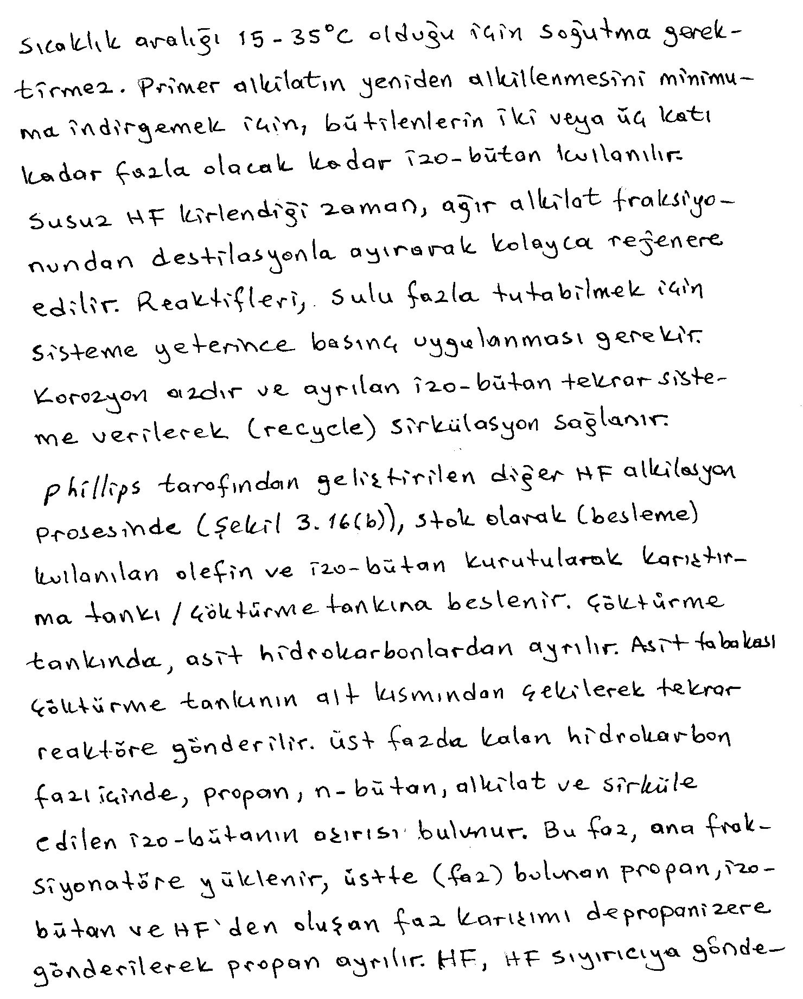 Sıcaklık aralığı 15-35°C olduğu için soğutma gerek-
tirmez. Primer alkilatın yeniden alkillenmesini minimu-
ma indirgemek için, bütilenlerin iki veya üç katı
kadar fazla olacak kadar izo-bütan kullanılır.
Susuz HF kirlendiği zaman, ağır alkilat fraksiyo-
nundan destilasyonla ayırarak kolayca rejenere
edilir. Reaktifleri, sulu fazla tutabilmek için
sisteme yeterince basınç uygulanması gerekir.
Korozyon azdır ve ayrılan izo-bütan tekrar siste-
me verilerek (recycle) sirkülasyon sağlanır.
Phillips tarafından geliştirilen diğer HF alkilasyon
prosesinde (Şekil 3.16(b)), stok olarak (besleme)
kullanılan olefin ve izo-bütan kurutularak karıştır-
ma tankı / çöktürme tankına beslenir. Çöktürme
tankında, asit hidrokarbonlardan ayrılır. Asit tabakası
çöktürme tankının alt kısmından çekilerek tekrar
reaktöre gönderilir. üst fazda kalan hidrokarbon
fazı içinde, propan, n-bütan, alkilat ve sirküle
edilen izo-bütanın aşırısı bulunur. Bu faz, ana frak-
siyonatöre yüklenir, üstte (faz) bulunan propan, izo-
bütan ve HF'den oluşan faz karışımı depropanizere
gönderilerek propan ayrılır. HF, HF sıyırıcıya gönde-